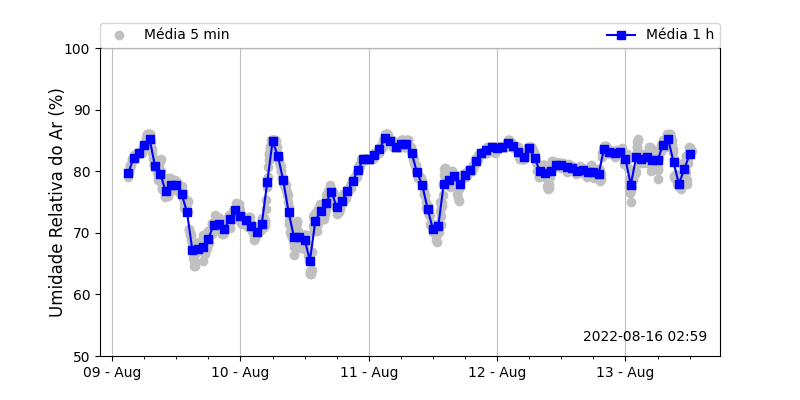 Média 5 min
Média 1 h
Umidade Relativa do Ar (%)
100
90
80
70
60
50
2022-08-16 02:59
09 - Aug
10 - Aug
11 - Aug
12 - Aug
13 - Aug